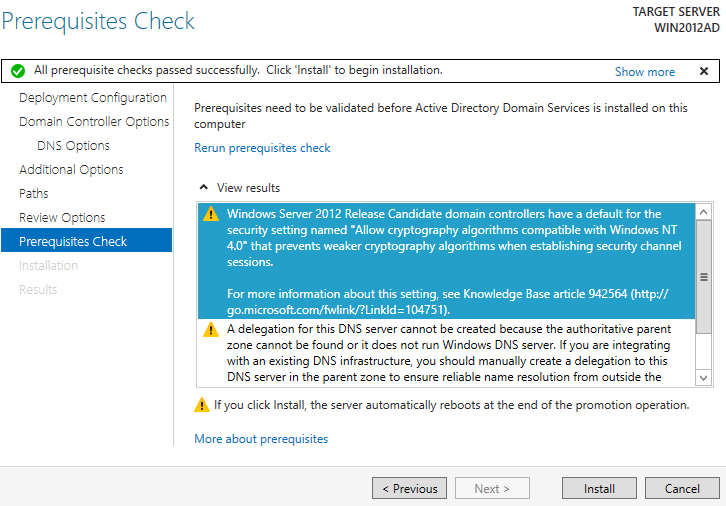 Prerequisites Check
TARGET SERVER
WIN2012AD
All prerequisite checks passed successfully.  Click 'Install' to begin installation.
Show more
Deployment Configuration
Domain Controller Options
DNS Options
Additional Options
Paths
Review Options
Prerequisites Check
Installation
Results
Prerequisites need to be validated before Active Directory Domain Services is installed on this
computer
Rerun prerequisites check
View results
Windows Server 2012 Release Candidate domain controllers have a default for the
security setting named "Allow cryptography algorithms compatible with Windows NT
4.0" that prevents weaker cryptography algorithms when establishing security channel
sessions.
For more information about this setting, see Knowledge Base article 942564 (http://
go.microsoft.com/fwlink/?LinkId=104751).
A delegation for this DNS server cannot be created because the authoritative parent
zone cannot be found or it does not run Windows DNS server. If you are integrating
with an existing DNS infrastructure, you should manually create a delegation to this
DNS server in the parent zone to ensure reliable name resolution from outside the
If you click Install, the server automatically reboots at the end of the promotion operation.
More about prerequisites
< Previous
Next >
Install
Cancel